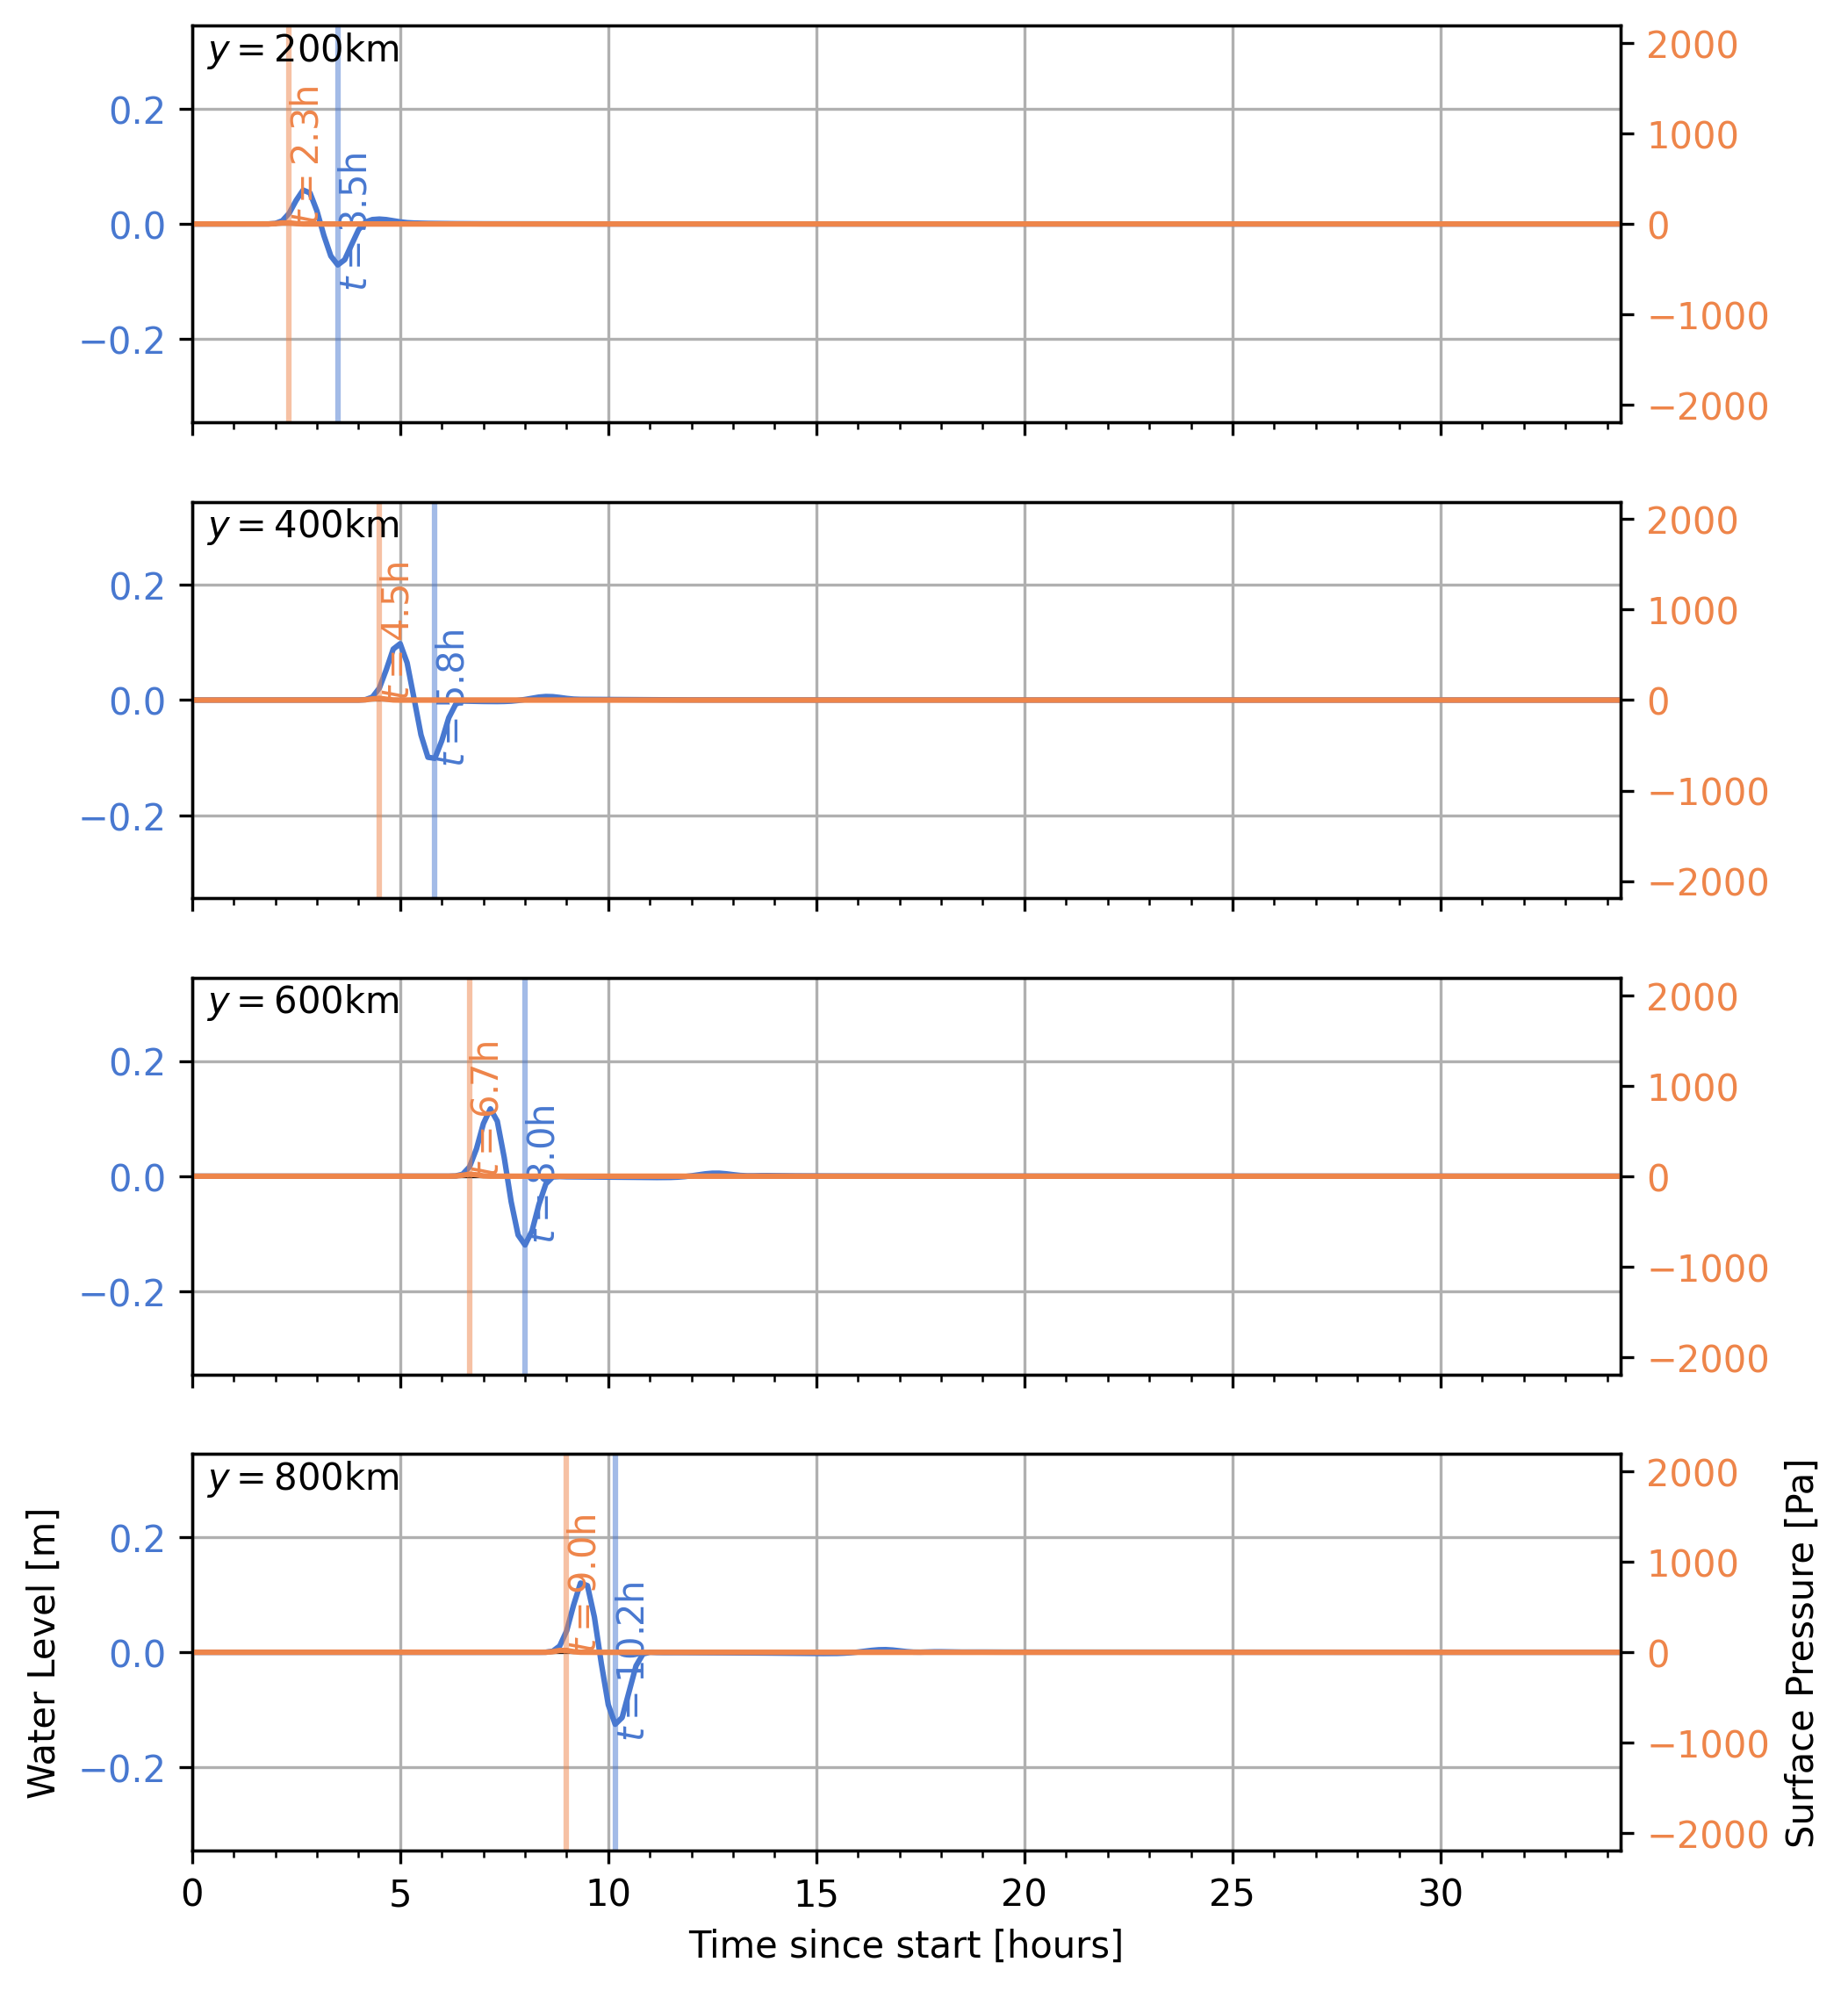 y = 200km
0.2
0.0
−0.2
t = 2.3h
t = 3.5h
2000
1000
0
−1000
−2000
y = 400km
0.2
0.0
−0.2
t = 4.5h
t = 5.8h
2000
1000
0
−1000
−2000
y = 600km
0.2
0.0
−0.2
t = 6.7h
t = 8.0h
2000
1000
0
−1000
−2000
y = 800km
0.2
0.0
−0.2
t = 9.0h
t = 10.2h
2000
1000
0
−1000
−2000
Water Level [m]
Surface Pressure [Pa]
0 5 10 15 20 25 30
Time since start [hours]